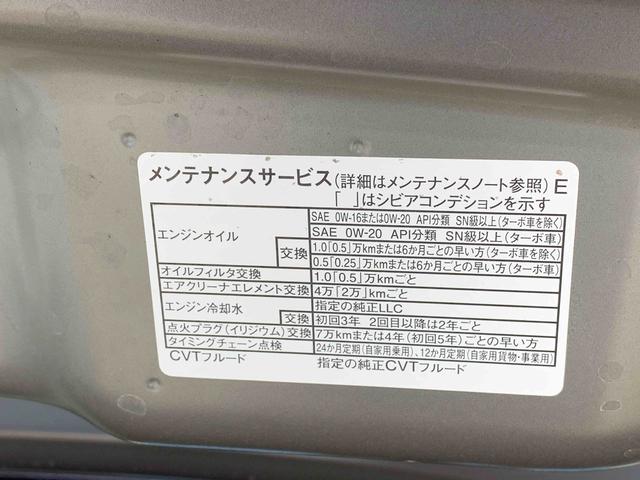 メンテナンスサービス(詳細はメンテナンスノート参照) E
「 」はシビアコンデションを示す
エンジンオイル
SAE 0W-16または0W-20 API分類 SN級以上(ターボ車を除く)
SAE 0W-20 API分類 SN級以上(ターボ車)
交換
1.0「0.5」万kmまたは6か月ごとの早い方(ターボ車を除く)
0.5「0.25」万kmまたは6か月ごとの早い方(ターボ車)
オイルフィルタ交換 1.0「0.5」万kmごと
エアクリーナエレメント交換 4万「2万」kmごと
エンジン冷却水 指定の純正LLC
交換 初回3年 2回目以降は2年ごと
点火プラグ(イリジウム)交換 7万kmまたは4年(初回5年)ごとの早い方
タイミングチェーン点検 24か月定期(自家用乗用)、12か月定期(自家用貨物・事業用)
CVTフルード 指定の純正CVTフルード